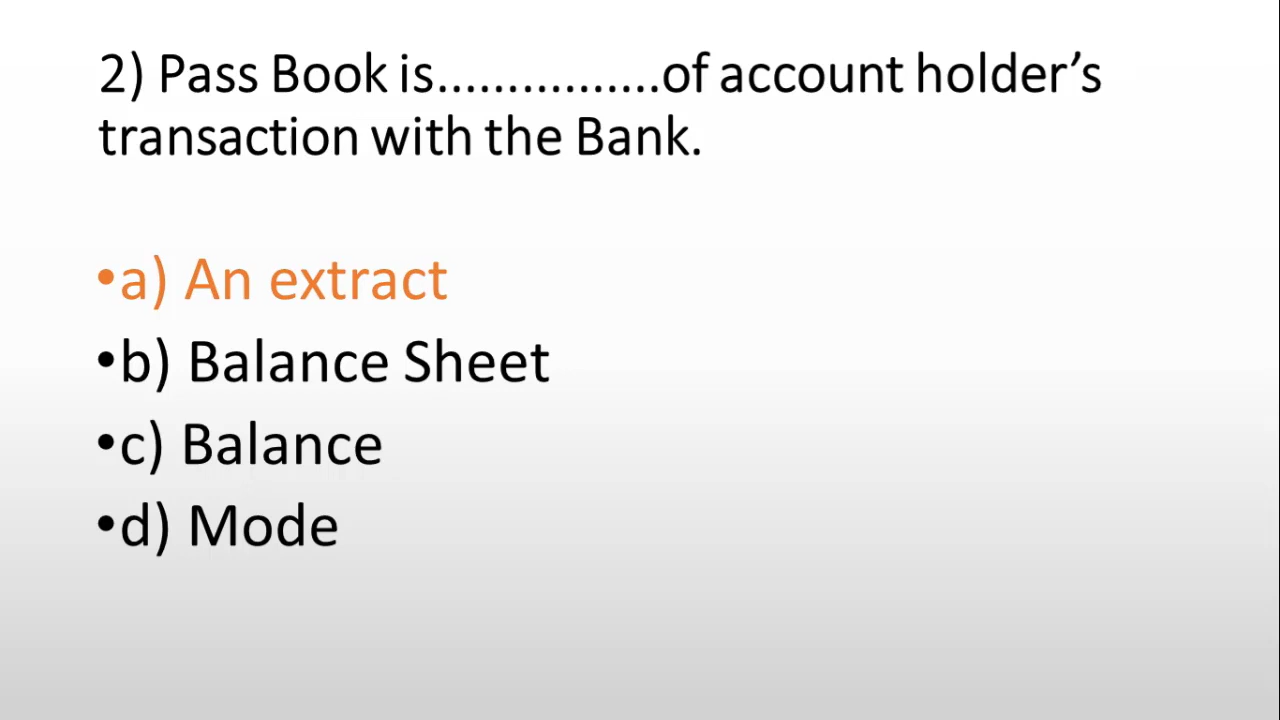 2) Pass Book is................of account holder’s
transaction with the Bank.
•a) An extract
•b) Balance Sheet
•c) Balance
•d) Mode